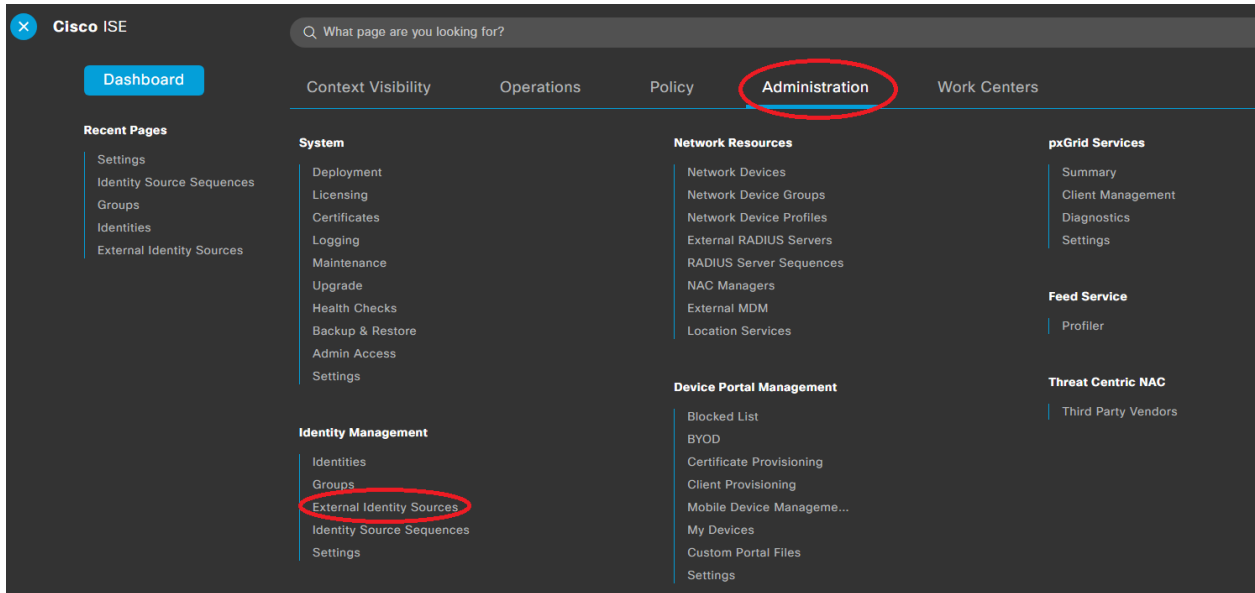 Cisco ISE
What page are you looking for?
Dashboard
Context Visibility
Operations
Policy
Administration
Work Centers
Recent Pages
Settings
Identity Source Sequences
Groups
Identities
External Identity Sources
System
Deployment
Licensing
Certificates
Logging
Maintenance
Upgrade
Health Checks
Backup & Restore
Admin Access
Settings
Identity Management
Identities
Groups
External Identity Sources
Identity Source Sequences
Settings
Network Resources
Network Devices
Network Device Groups
Network Device Profiles
External RADIUS Servers
RADIUS Server Sequences
NAC Managers
External MDM
Location Services
Device Portal Management
Blocked List
BYOD
Certificate Provisioning
Client Provisioning
Mobile Device Manageme...
My Devices
Custom Portal Files
Settings
pxGrid Services
Summary
Client Management
Diagnostics
Settings
Feed Service
Profiler
Threat Centric NAC
Third Party Vendors